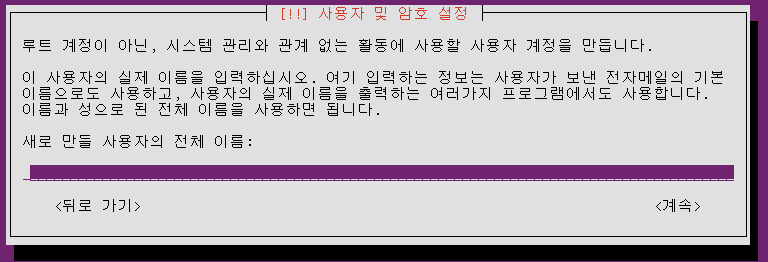 [!!] 사용자 및 암호 설정
루트 계정이 아닌, 시스템 관리와 관계 없는 활동에 사용할 사용자 계정을 만듭니다.
이 사용자의 실제 이름을 입력하십시오. 여기 입력하는 정보는 사용자가 보낸 전자메일의 기본
이름으로도 사용하고, 사용자의 실제 이름을 출력하는 여러가지 프로그램에서도 사용합니다.
이름과 성으로 된 전체 이름을 사용하면 됩니다.
새로 만들 사용자의 전체 이름:
<뒤로 가기> <계속>